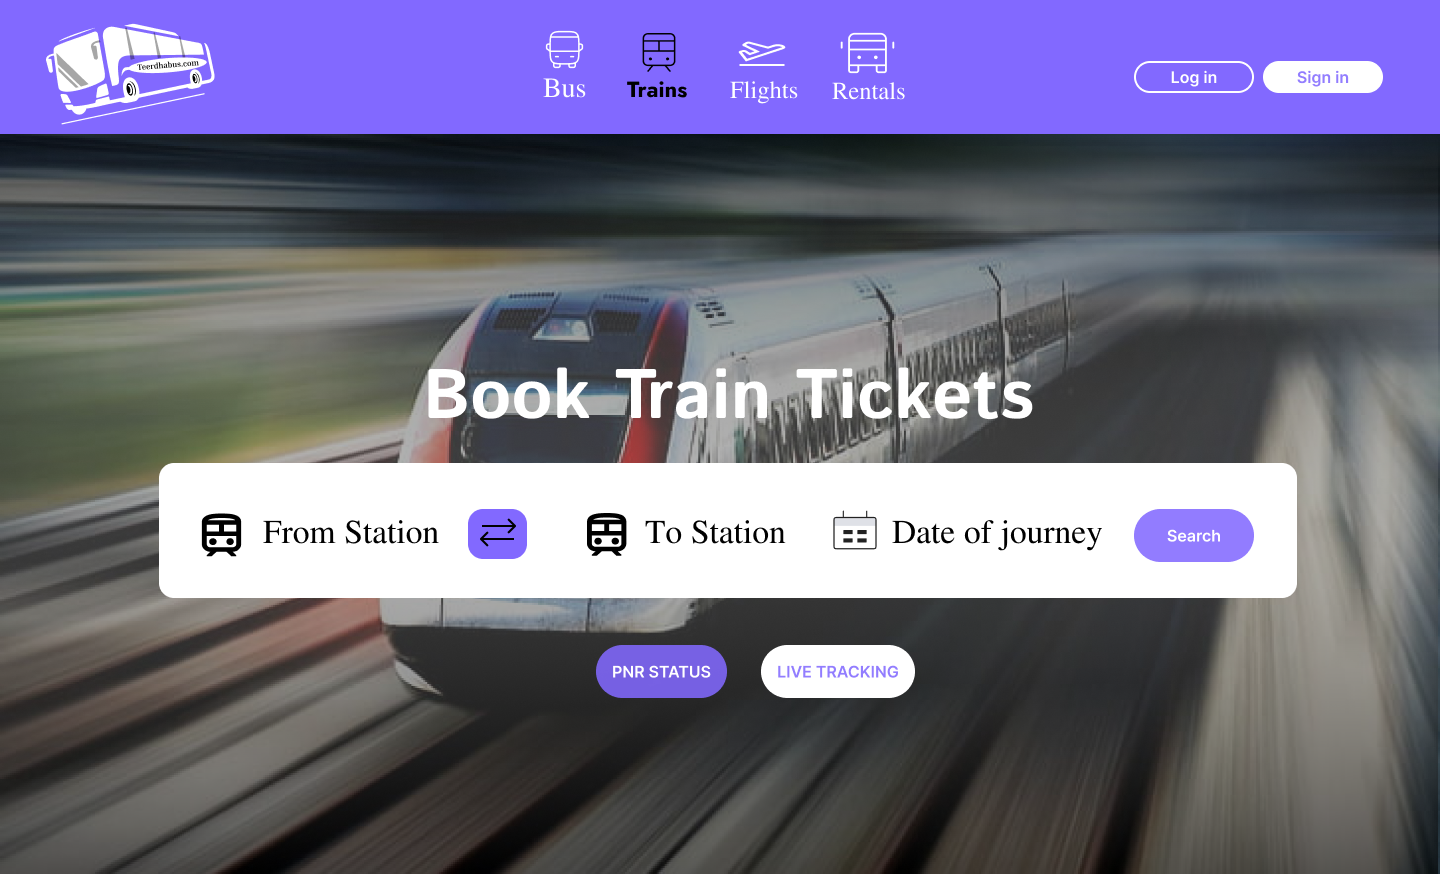 Teerdhabus.com
Bus
Trains
Flights
Rentals
Log in
Sign in
Book Train Tickets
From Station
To Station
Date of journey
Search
PNR STATUS
LIVE TRACKING